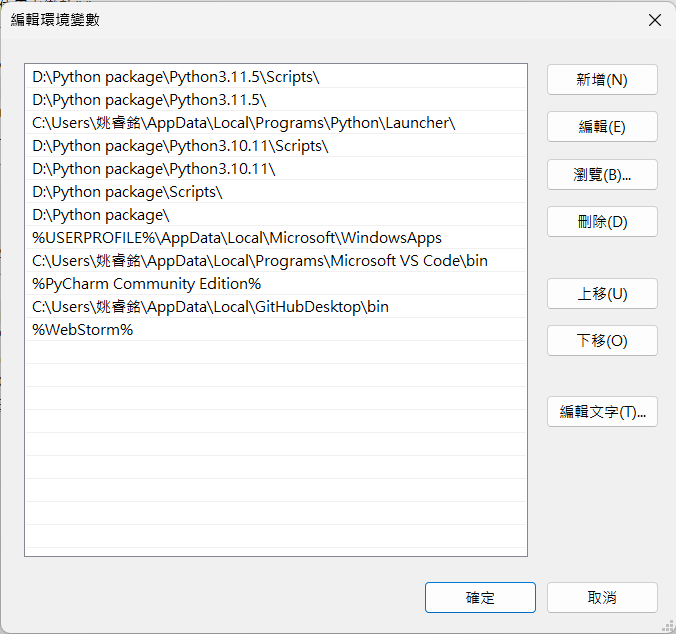 編輯環境變數
D:\Python package\Python3.11.5\Scripts\
D:\Python package\Python3.11.5\
C:\Users\姚睿銘\AppData\Local\Programs\Python\Launcher\
D:\Python package\Python3.10.11\Scripts\
D:\Python package\Python3.10.11\
D:\Python package\Scripts\
D:\Python package\
%USERPROFILE%\AppData\Local\Microsoft\WindowsApps
C:\Users\姚睿銘\AppData\Local\Programs\Microsoft VS Code\bin
%PyCharm Community Edition%
C:\Users\姚睿銘\AppData\Local\GitHubDesktop\bin
%WebStorm%
新增(N)
編輯(E)
瀏覽(B)...
刪除(D)
上移(U)
下移(O)
編輯文字(T)...
確定
取消